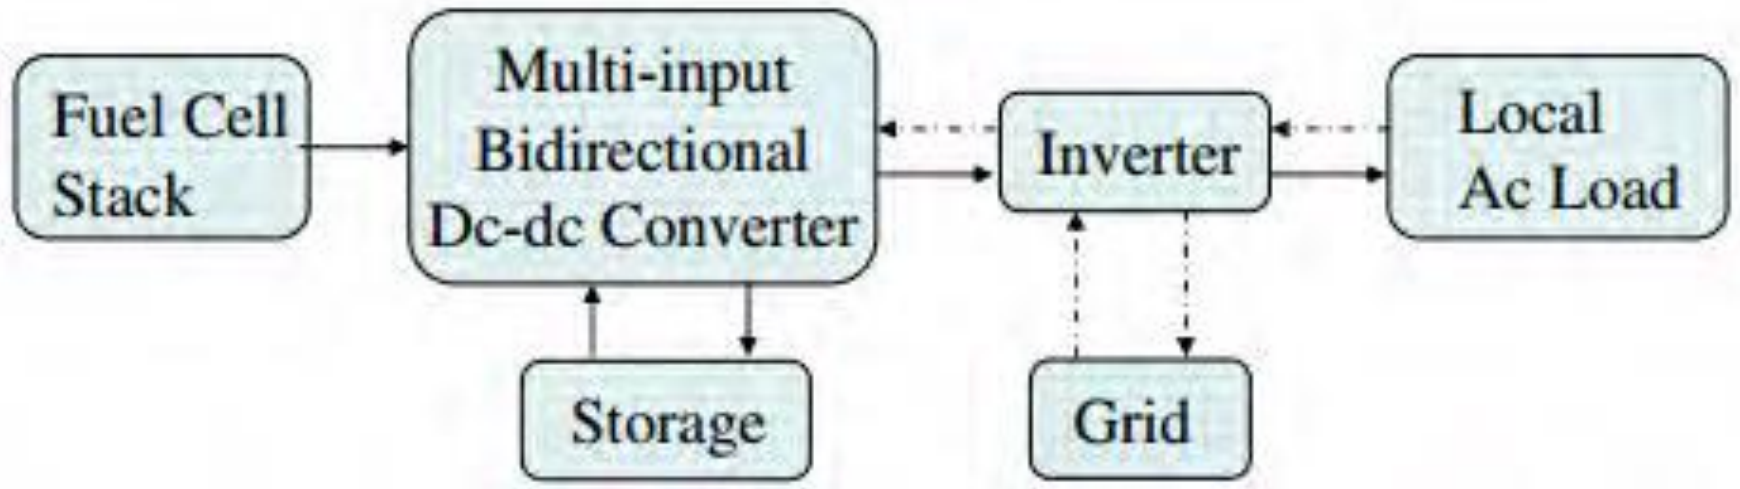 Fuel Cell
Stack
Multi-input
Bidirectional
Dc-dc Converter
Inverter
Local
Ac Load
Storage
Grid